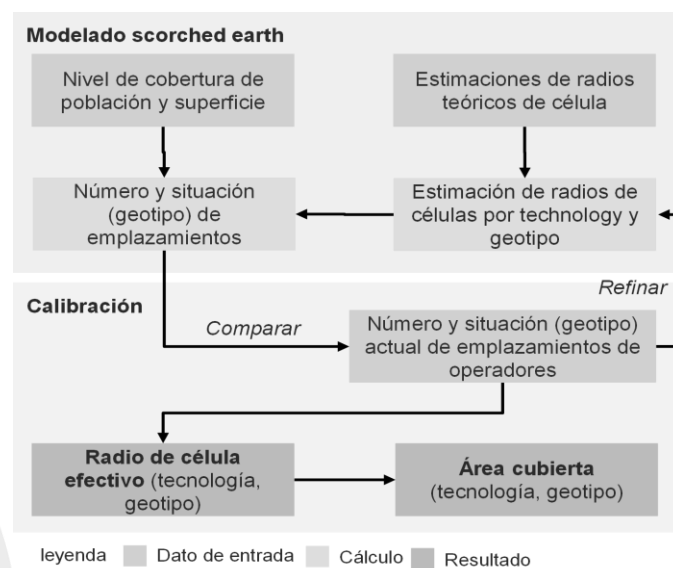 Modelado scorched earth
Nivel de cobertura de
población y superficie
Estimaciones de radios
teóricos de célula
Número y situación
(geotipo) de
emplazamientos
Estimación de radios de
células por technology y
geotipo
Calibración
Refinar
Comparar
Número y situación (geotipo)
actual de emplazamientos de
operadores
Radio de célula
efectivo (tecnología,
geotipo)
Área cubierta
(tecnología, geotipo)
leyenda Dato de entrada Cálculo Resultado